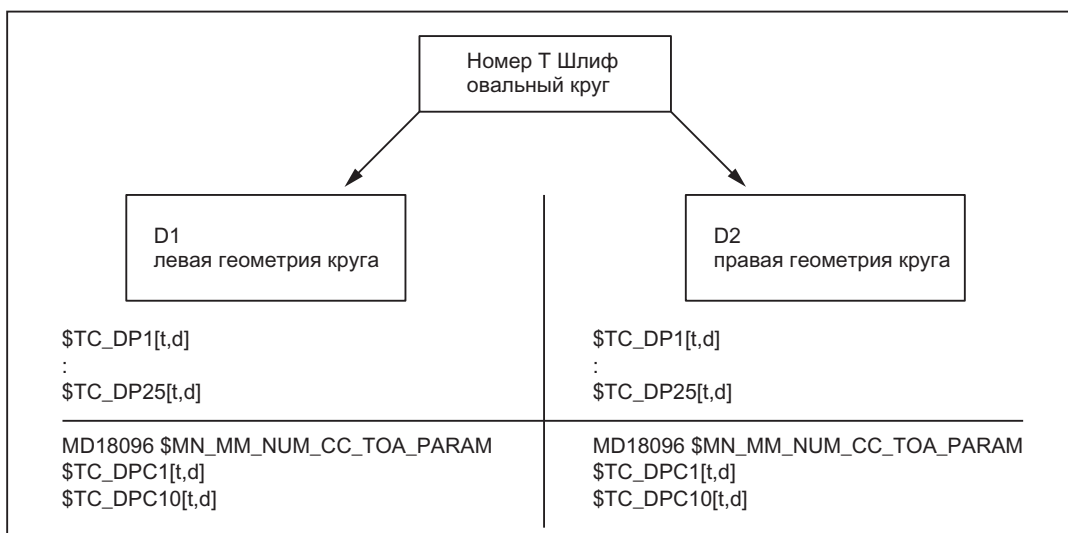 Номер T Шлиф
овальный круг
D1
левая геометрия круга
D2
правая геометрия круга
$TC_DP1[t,d]
:
$TC_DP25[t,d]
$TC_DP1[t,d]
:
$TC_DP25[t,d]
MD18096 $MN_MM_NUM_CC_TOA_PARAM
$TC_DPC1[t,d]
$TC_DPC10[t,d]
MD18096 $MN_MM_NUM_CC_TOA_PARAM
$TC_DPC1[t,d]
$TC_DPC10[t,d]